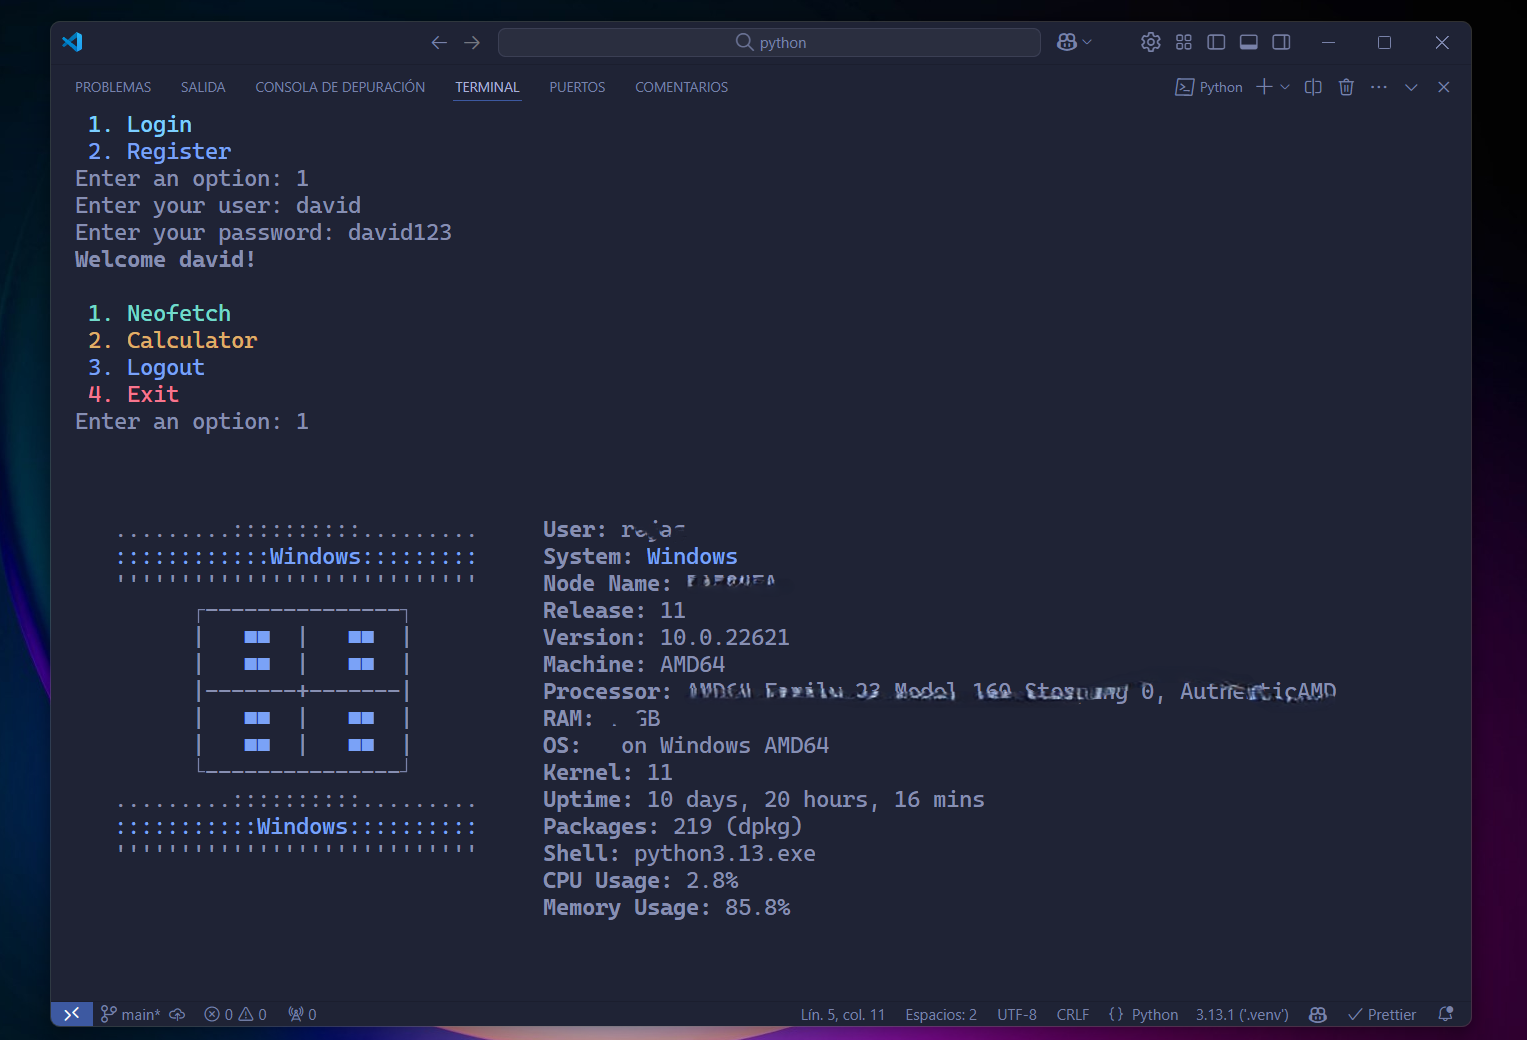 python
PROBLEMAS SALIDA CONSOLA DE DEPURACIÓN TERMINAL PUERTOS COMENTARIOS Python
1. Login
2. Register
Enter an option: 1
Enter your user: david
Enter your password: david123
Welcome david!
1. Neofetch
2. Calculator
3. Logout
4. Exit
Enter an option: 1
.........::::::::::......... User:
::::::::::::Windows::::::::: System: Windows
'''''''''''''''''''''''''''' Node Name:
Release: 11
Version: 10.0.22621
Machine: AMD64
Processor: 0, AuthenticAMD
RAM: GB
OS: on Windows AMD64
Kernel: 11
.........::::::::::......... Uptime: 10 days, 20 hours, 16 mins
:::::::::::Windows:::::::::: Packages: 219 (dpkg)
'''''''''''''''''''''''''''' Shell: python3.13.exe
CPU Usage: 2.8%
Memory Usage: 85.8%
main* 0 0 0 Lín. 5, col. 11 Espacios: 2 UTF-8 CRLF {} Python 3.13.1 ('.venv') Prettier